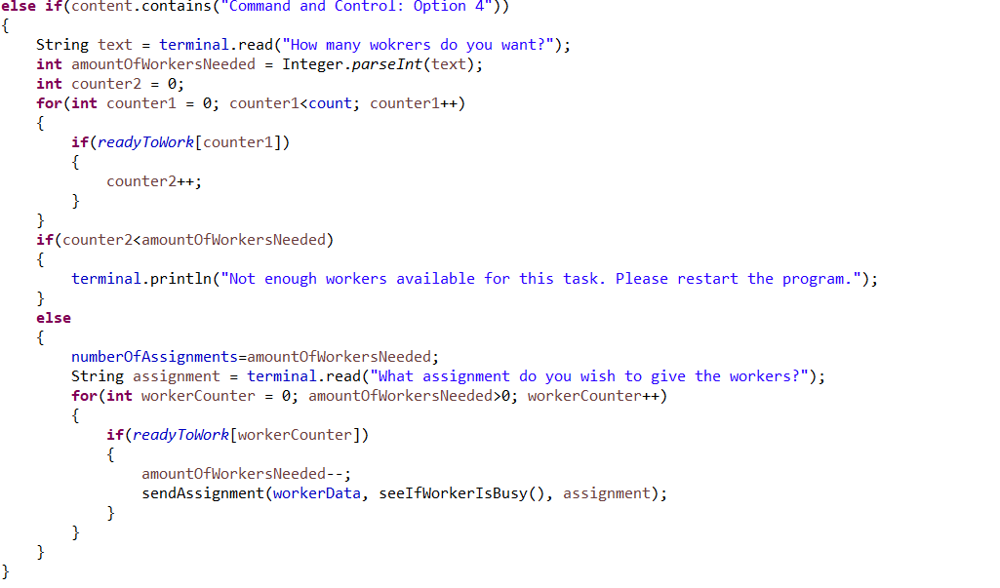 else if(content.contains("Command and Control: Option 4"))
{
String text = terminal.read("How many wokrers do you want?");
int amountOfWorkersNeeded = Integer.parseInt(text);
int counter2 = 0;
for(int counter1 = 0; counter1<count; counter1++)
{
if(readyToWork[counter1])
{
counter2++;
}
}
if(counter2<amountOfWorkersNeeded)
{
terminal.println("Not enough workers available for this task. Please restart the program.");
}
else
{
numberOfAssignments=amountOfWorkersNeeded;
String assignment = terminal.read("What assignment do you wish to give the workers?");
for(int workerCounter = 0; amountOfWorkersNeeded>0; workerCounter++)
{
if(readyToWork[workerCounter])
{
amountOfWorkersNeeded--;
sendAssignment(workerData, seeIfWorkerIsBusy(), assignment);
}
}
}
}